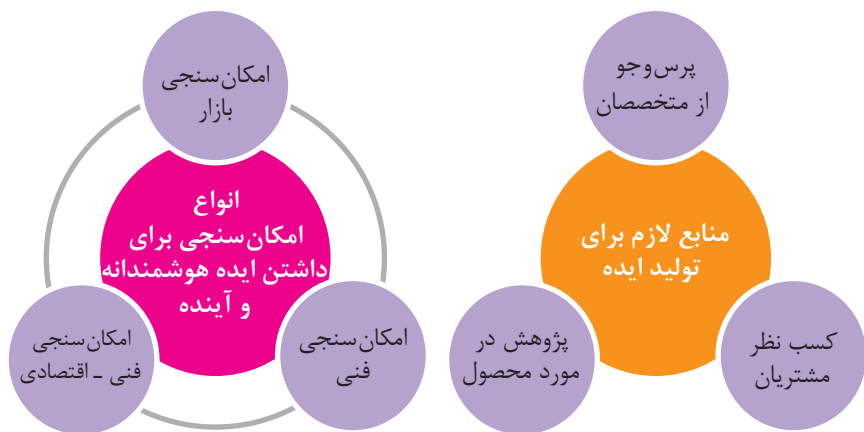 پرس‌وجو
از متخصصان
منابع لازم برای
تولید ایده
کسب نظر
مشتریان
پژوهش در
مورد محصول
امکان‌سنجی
بازار
انواع
امکان‌سنجی برای
داشتن ایده هوشمندانه
و آینده
امکان‌سنجی
فنی
امکان‌سنجی
فنی ـ اقتصادی